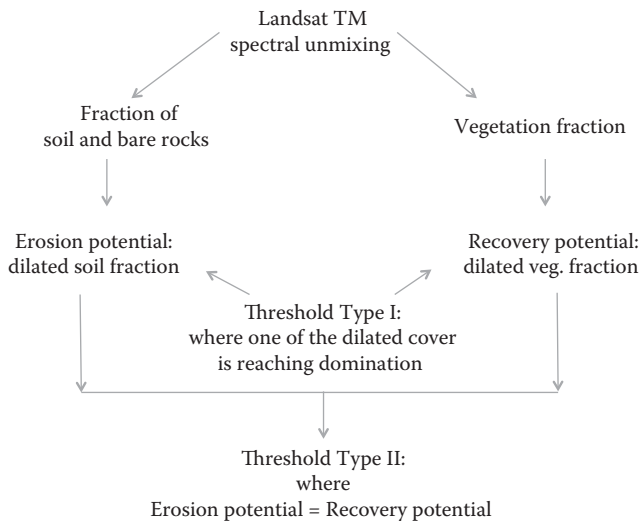 Landsat TM
spectral unmixing
Fraction of
soil and bare rocks
Vegetation fraction
Erosion potential:
dilated soil fraction
Recovery potential:
dilated veg. fraction
Threshold Type I:
where one of the dilated cover
is reaching domination
Threshold Type II:
where
Erosion potential = Recovery potential